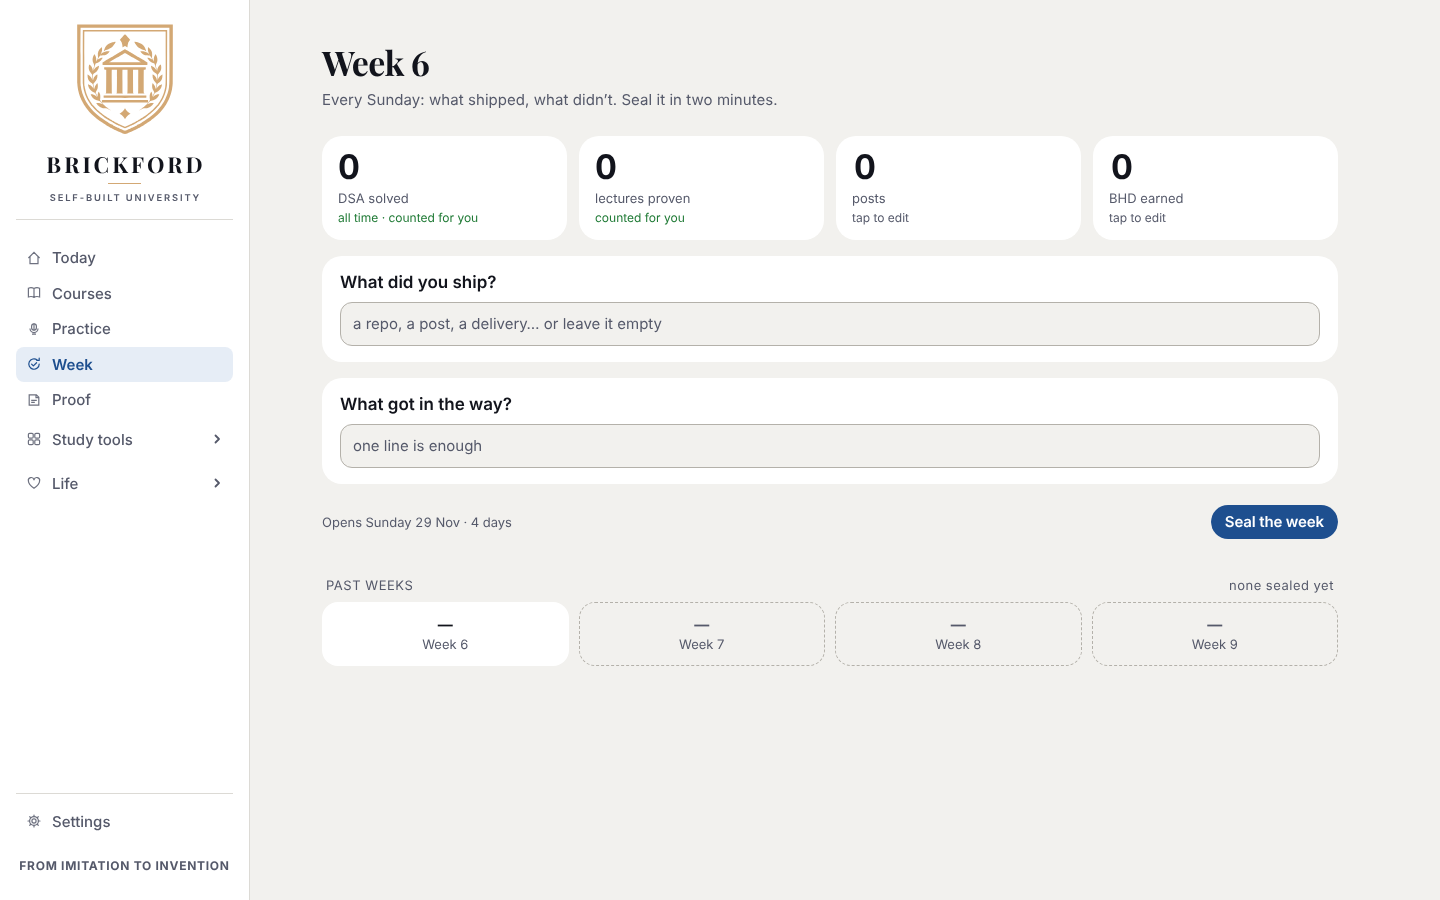 BRICKFORD
SELF-BUILT UNIVERSITY
Today
Courses
Practice
Week
Proof
Study tools
Life
Settings
FROM IMITATION TO INVENTION
Week 6
Every Sunday: what shipped, what didn’t. Seal it in two minutes.
0
DSA solved
all time · counted for you
0
lectures proven
counted for you
0
posts
tap to edit
0
BHD earned
tap to edit
What did you ship?
a repo, a post, a delivery... or leave it empty
What got in the way?
one line is enough
Opens Sunday 29 Nov · 4 days
Seal the week
PAST WEEKS
none sealed yet
—
Week 6
—
Week 7
—
Week 8
—
Week 9